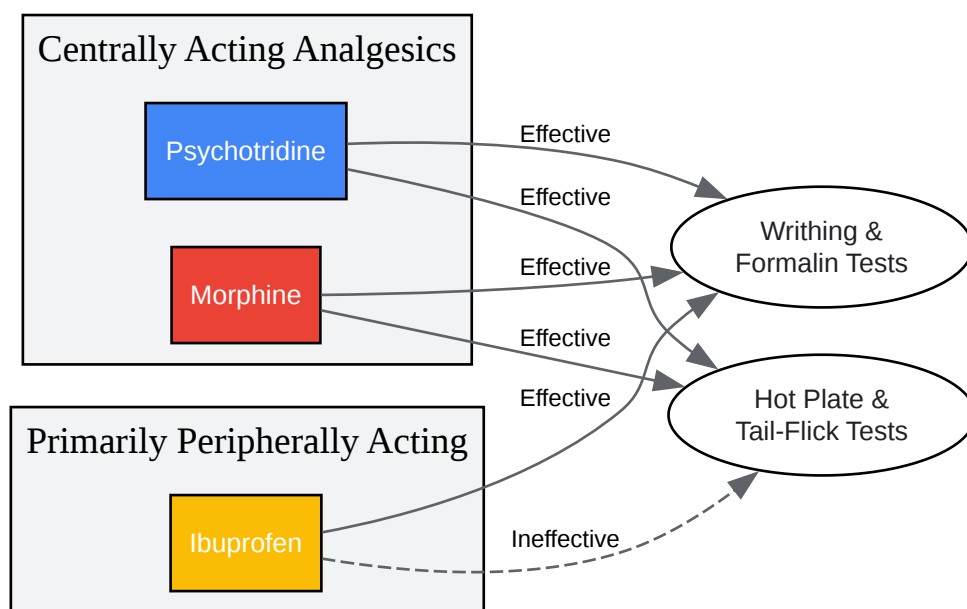 Centrally Acting Analgesics
Psychotridine
Morphine
Effective
Effective
Effective
Effective
Effective
Writhing &
Formalin Tests
Hot Plate &
Tail-Flick Tests
Primarily Peripherally Acting
Ibuprofen
Ineffective